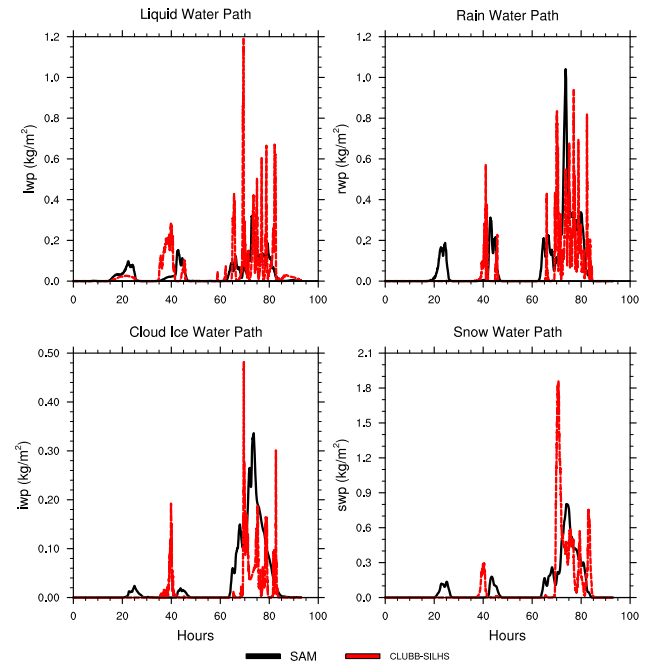 Liquid Water Path
Rain Water Path
1.2
1.0
0.8
0.6
0.4
0.2
0.0
lwp (kg/m²)
0 20 40 60 80 100
1.2
1.0
0.8
0.6
0.4
0.2
0.0
rwp (kg/m²)
0 20 40 60 80 100
Cloud Ice Water Path
Snow Water Path
0.50
0.40
0.30
0.20
0.10
0.00
iwp (kg/m²)
0 20 40 60 80 100
Hours
2.1
1.8
1.5
1.2
0.9
0.6
0.3
0.0
swp (kg/m²)
0 20 40 60 80 100
Hours
SAM CLUBB-SILHS